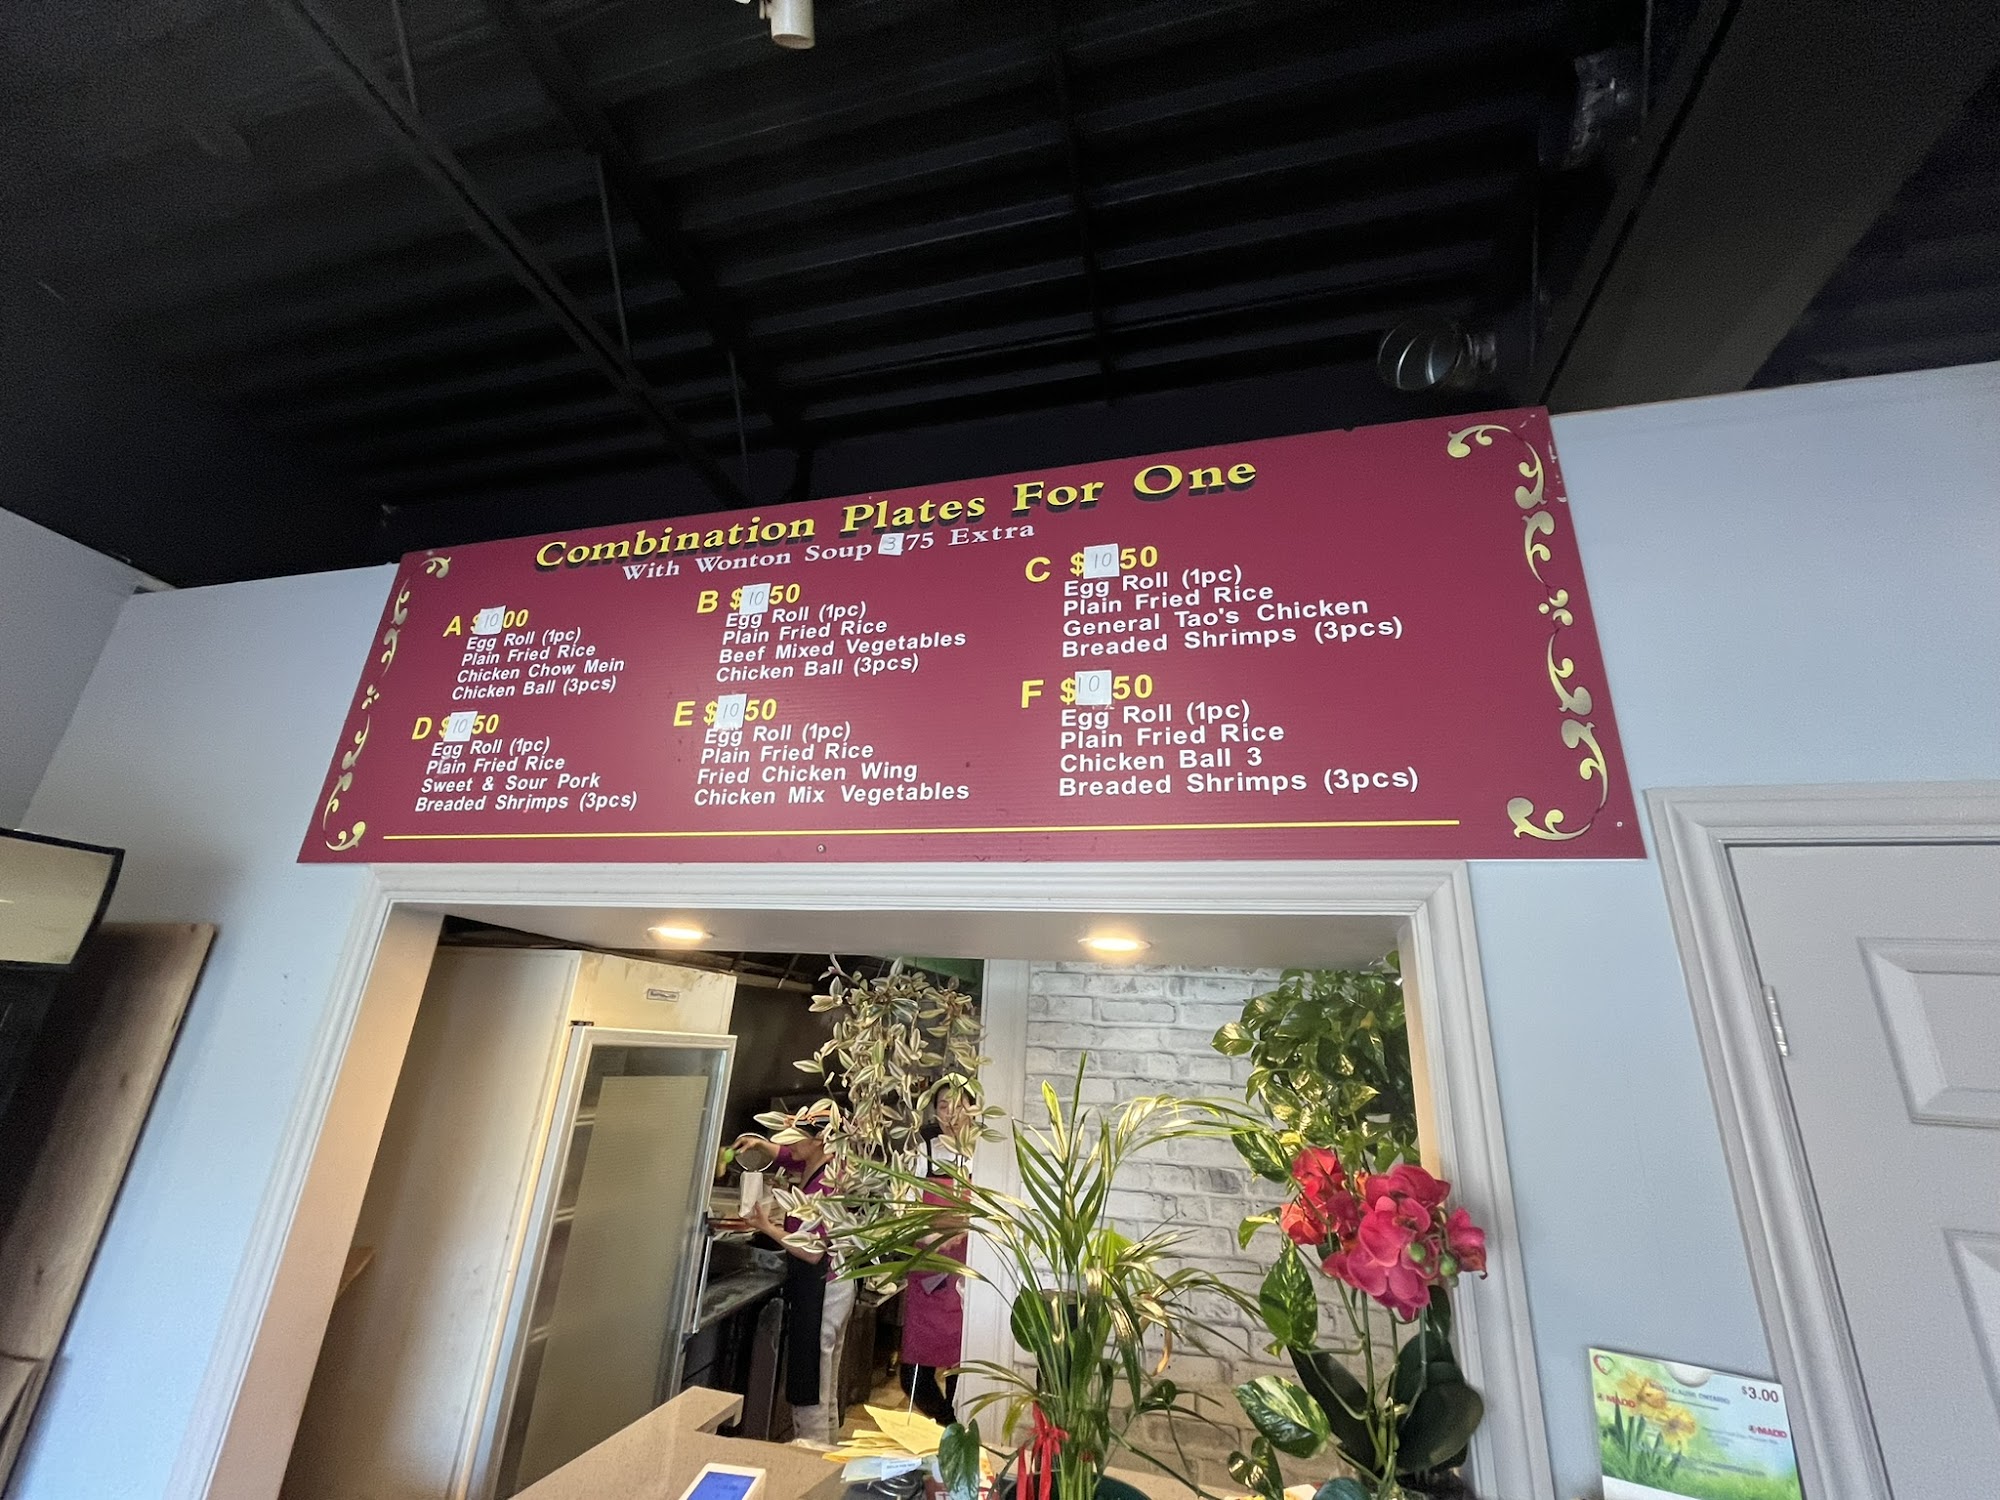 Combination Plates For One
With Wonton Soup 3.75 Extra
A $10.00
Egg Roll (1pc)
Plain Fried Rice
Chicken Chow Mein
Chicken Ball (3pcs)
B $10.50
Egg Roll (1pc)
Plain Fried Rice
Beef Mixed Vegetables
Chicken Ball (3pcs)
C $10.50
Egg Roll (1pc)
Plain Fried Rice
General Tao's Chicken
Breaded Shrimps (3pcs)
D $10.50
Egg Roll (1pc)
Plain Fried Rice
Sweet & Sour Pork
Breaded Shrimps (3pcs)
E $10.50
Egg Roll (1pc)
Plain Fried Rice
Fried Chicken Wing
Chicken Mix Vegetables
F $10.50
Egg Roll (1pc)
Plain Fried Rice
Chicken Ball 3
Breaded Shrimps (3pcs)
$3.00
MADD
MADD